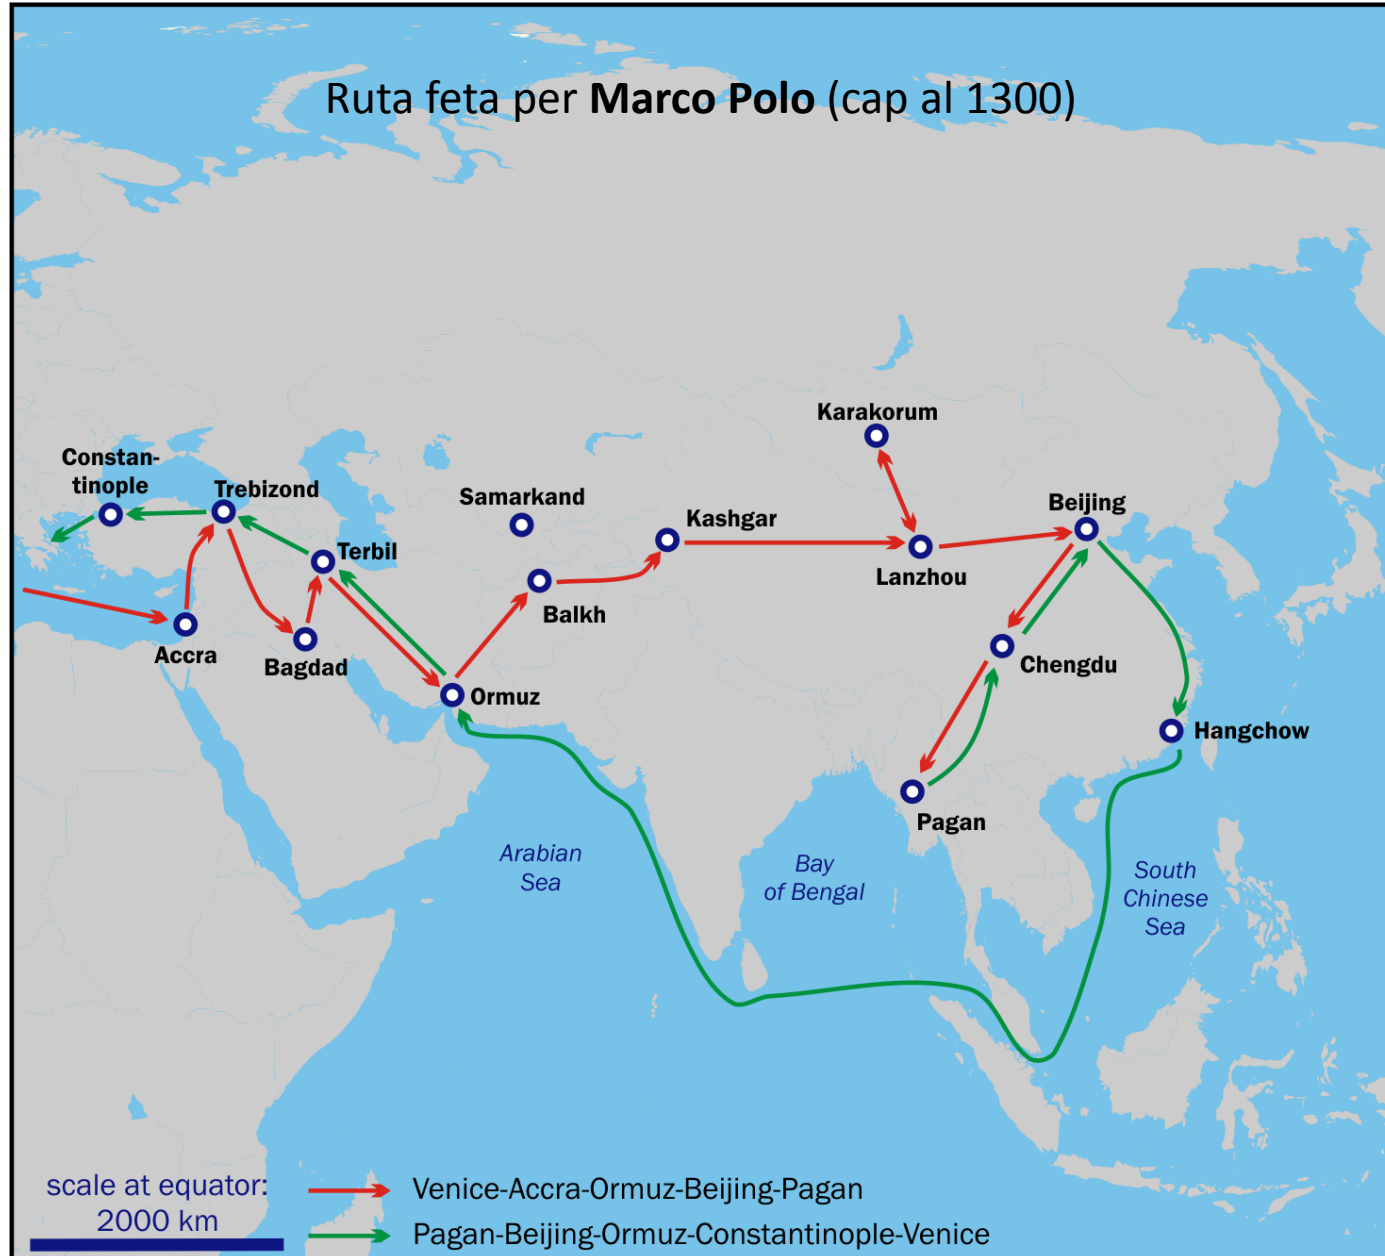 Ruta feta per Marco Polo (cap al 1300)
Karakorum
Constan-
tinople
Trebizond
Samarkand
Kashgar
Beijing
Terbil
Lanzhou
Balkh
Accra
Bagdad
Chengdu
Ormuz
Hangchow
Pagan
Arabian
Sea
Bay
of Bengal
South
Chinese
Sea
scale at equator:
2000 km
Venice-Accra-Ormuz-Beijing-Pagan
Pagan-Beijing-Ormuz-Constantinople-Venice